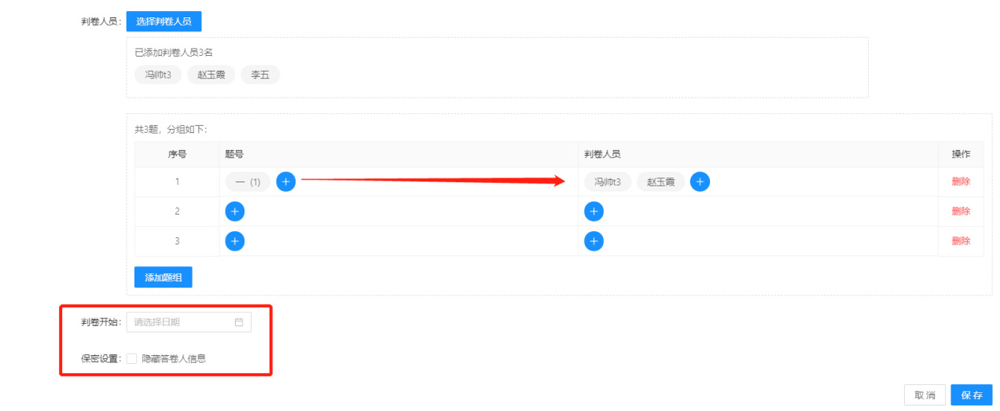 判卷人员： 选择判卷人员
已添加判卷人员3名
冯帅t3 赵玉霞 李五
共3题，分组如下：
序号 题号 判卷人员 操作
1 一 (1) 冯帅t3 赵玉霞 删除
2 删除
3 删除
添加题组
判卷开始： 请选择日期
保密设置： 隐藏答卷人信息
取消 保存